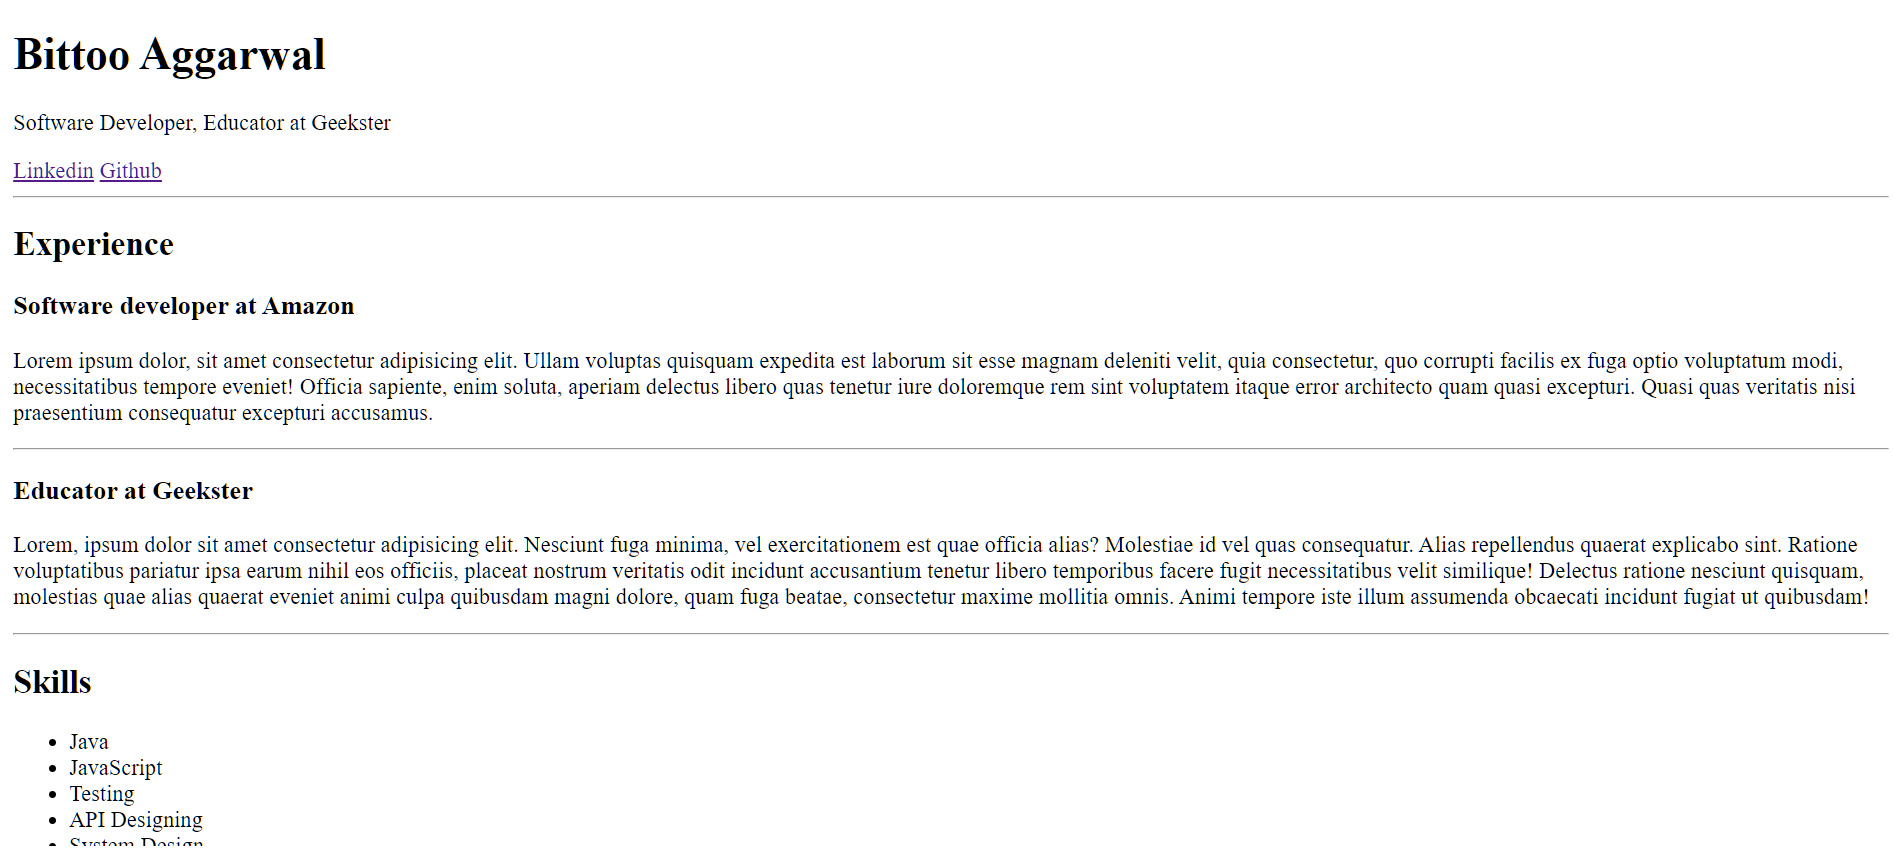 Bittoo Aggarwal
Software Developer, Educator at Geekster
Linkedin Github
Experience
Software developer at Amazon
Lorem ipsum dolor, sit amet consectetur adipisicing elit. Ullam voluptas quisquam expedita est laborum sit esse magnam deleniti velit, quia consectetur, quo corrupti facilis ex fuga optio voluptatum modi,
necessitatibus tempore eveniet! Officia sapiente, enim soluta, aperiam delectus libero quas tenetur iure doloremque rem sint voluptatem itaque error architecto quam quasi excepturi. Quasi quas veritatis nisi
praesentium consequatur excepturi accusamus.
Educator at Geekster
Lorem, ipsum dolor sit amet consectetur adipisicing elit. Nesciunt fuga minima, vel exercitationem est quae officia alias? Molestiae id vel quas consequatur. Alias repellendus quaerat explicabo sint. Ratione
voluptatibus pariatur ipsa earum nihil eos officiis, placeat nostrum veritatis odit incidunt accusantium tenetur libero temporibus facere fugit necessitatibus velit similique! Delectus ratione nesciunt quisquam,
molestias quae alias quaerat eveniet animi culpa quibusdam magni dolore, quam fuga beatae, consectetur maxime mollitia omnis. Animi tempore iste illum assumenda obcaecati incidunt fugiat ut quibusdam!
Skills
• Java
• JavaScript
• Testing
• API Designing
• System Design